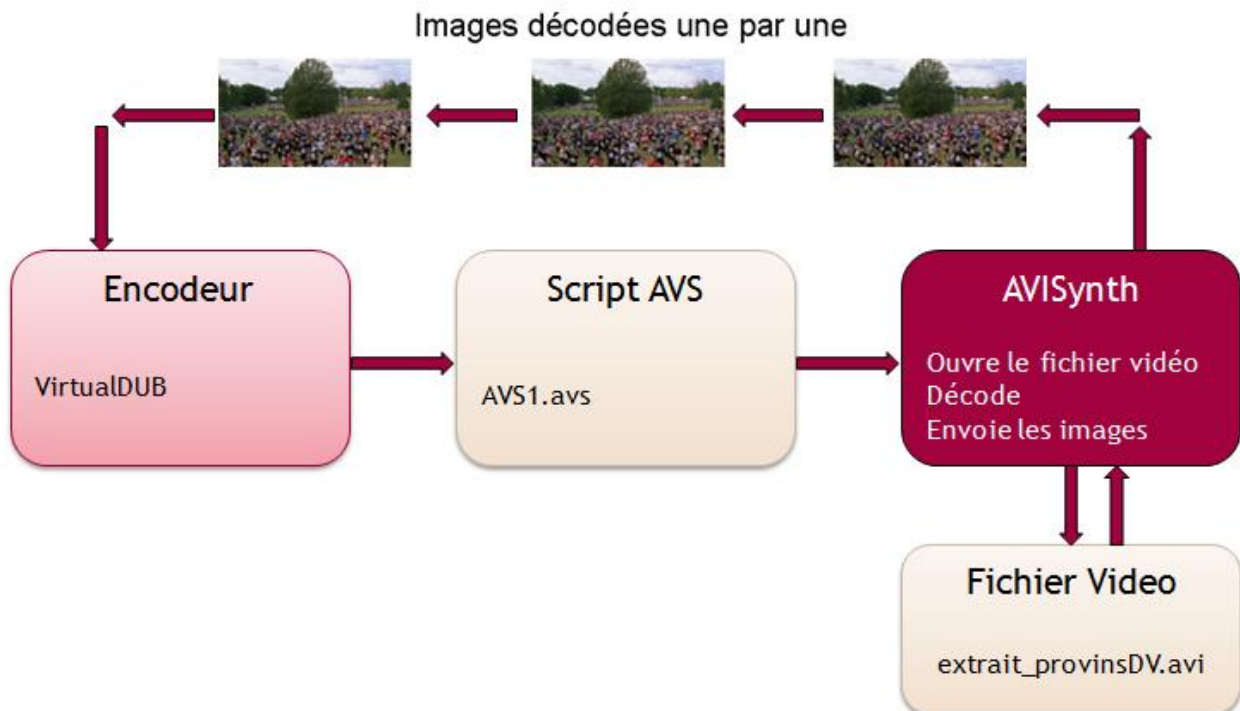 Images décodées une par une
Encodeur
VirtualDUB
Script AVS
AVS1.avs
AVISynth
Ouvre le fichier vidéo
Décode
Envoie les images
Fichier Video
extrait_provinsDV.avi